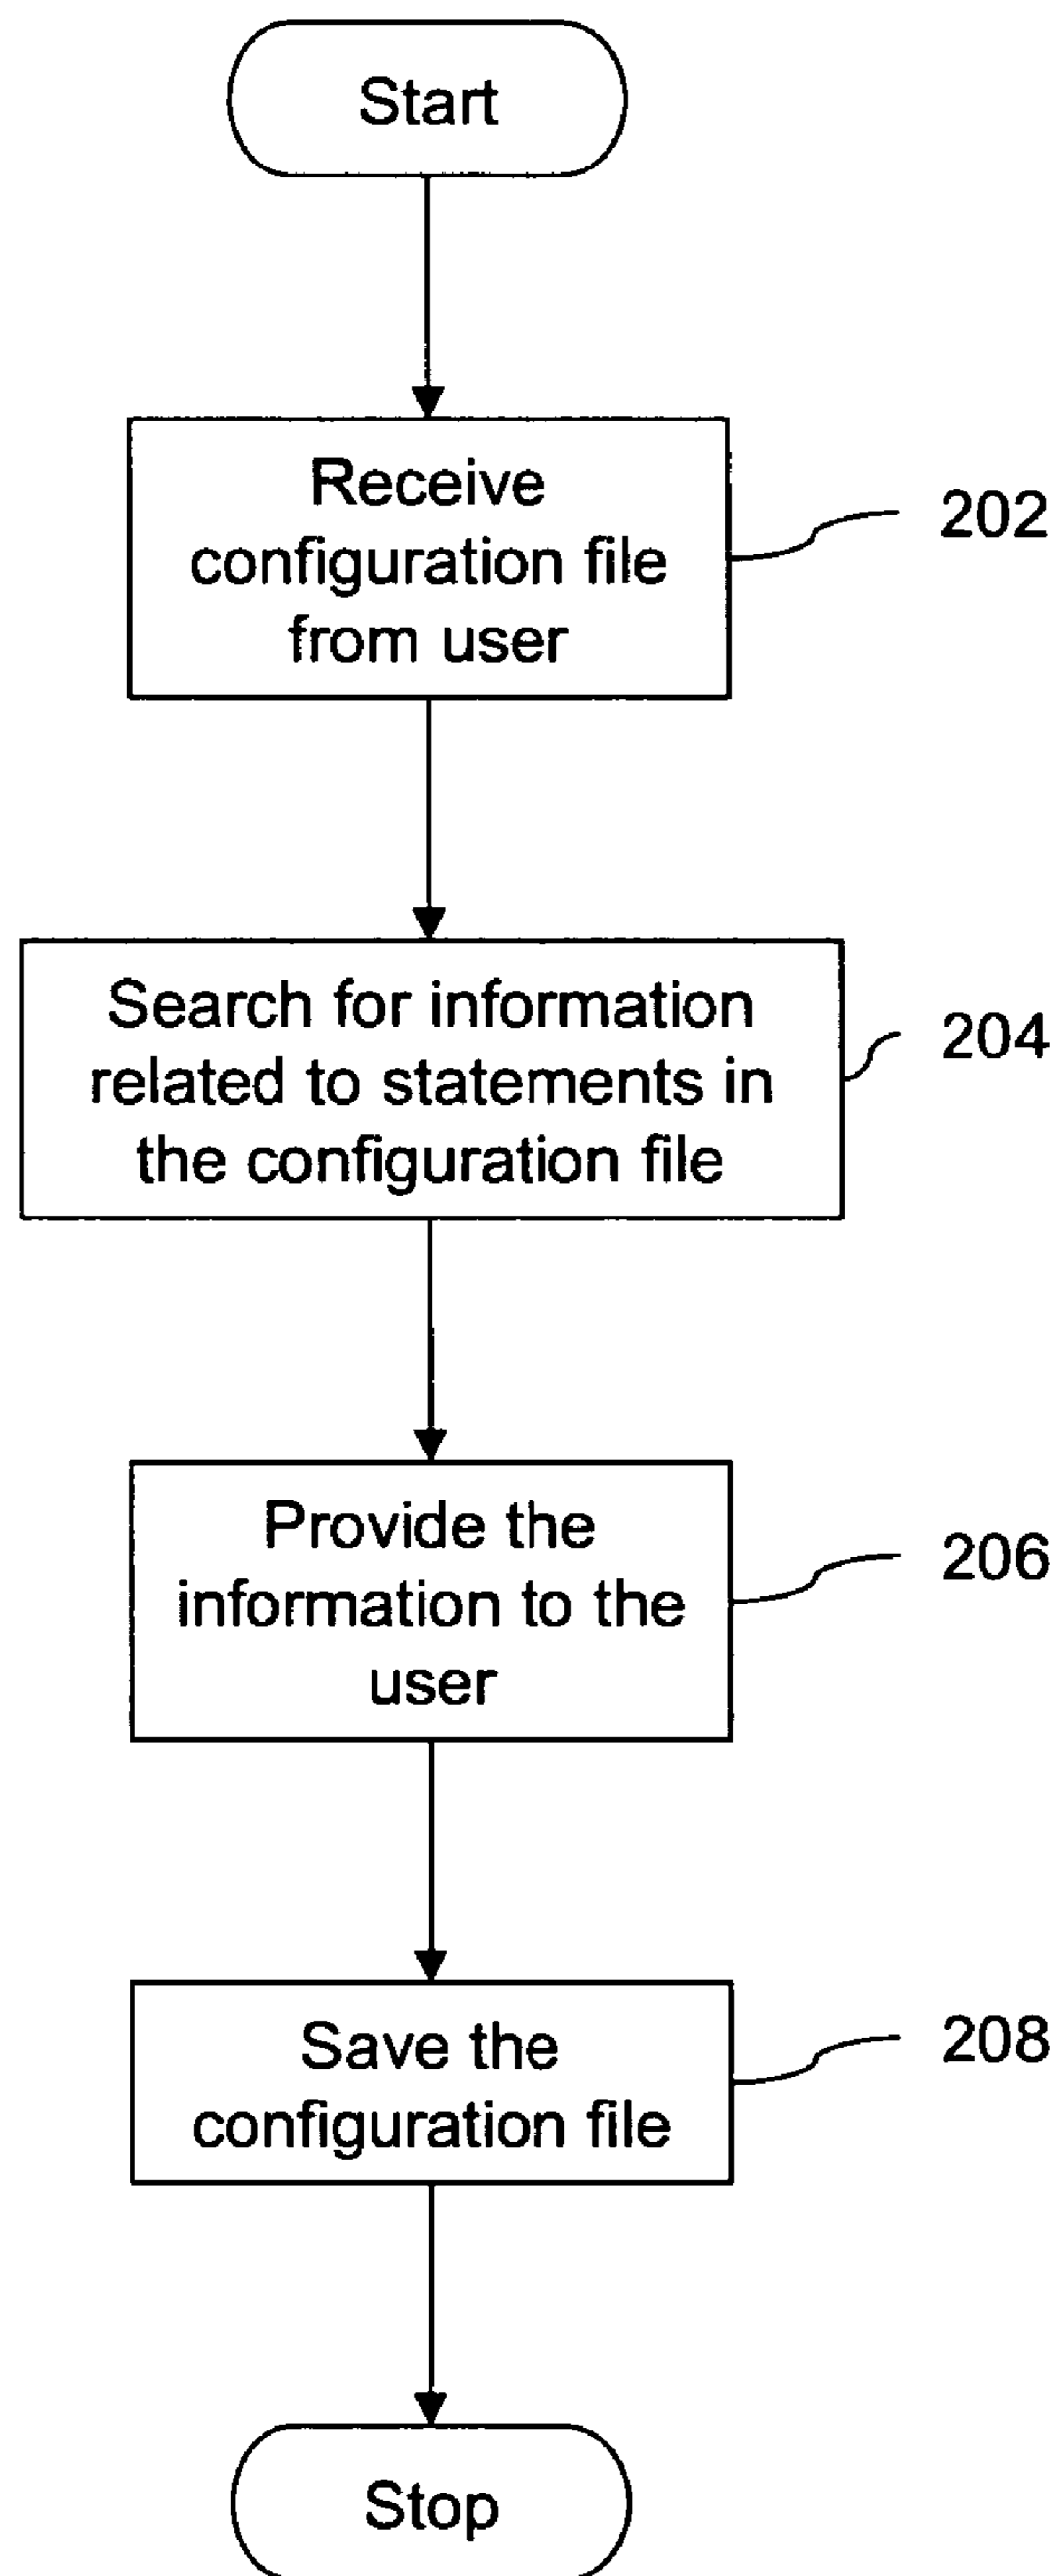 Start
Receive
configuration file
from user
202
Search for information
related to statements in
the configuration file
204
Provide the
information to the
user
206
Save the
configuration file
208
Stop